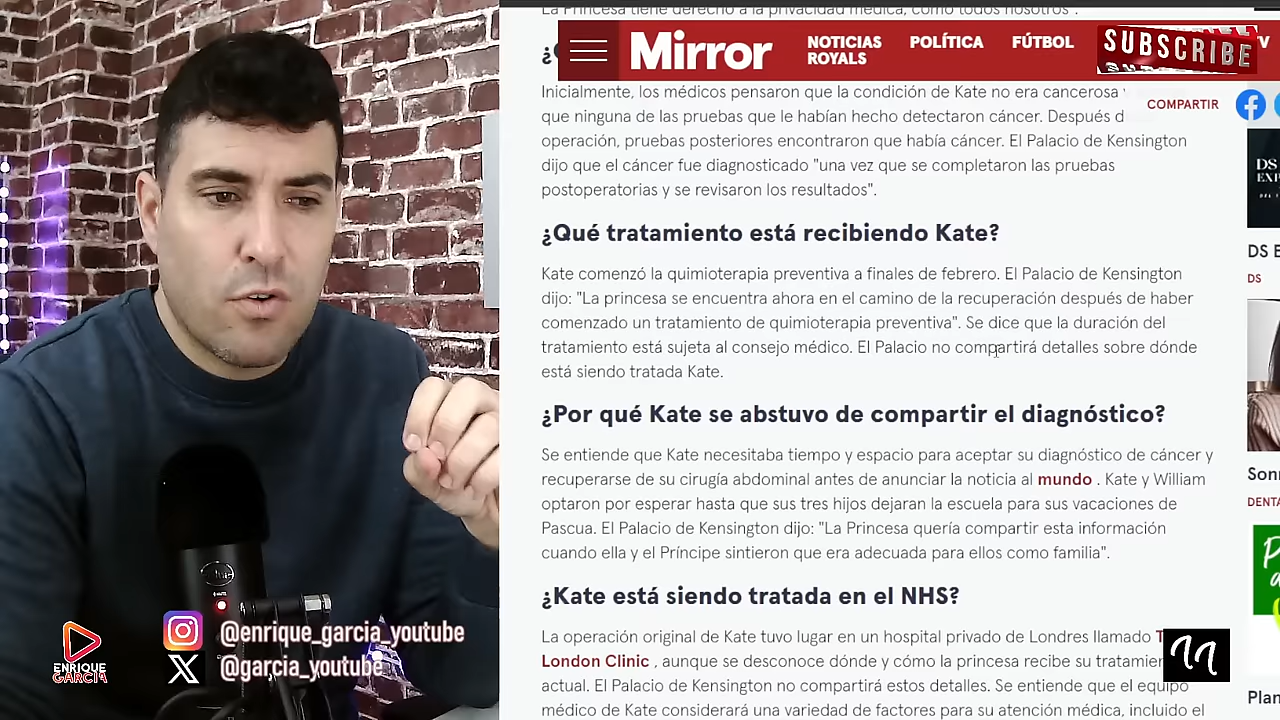 La Princesa tiene derecho a la privacidad médica, como todos nosotros".
Mirror
NOTICIAS
POLÍTICA
FÚTBOL
SUBSCRIBE
ROYALS
COMPARTIR
Inicialmente, los médicos pensaron que la condición de Kate no era cancerosa
que ninguna de las pruebas que le habían hecho detectaron cáncer. Después d
operación, pruebas posteriores encontraron que había cáncer. El Palacio de Kensington
dijo que el cáncer fue diagnosticado "una vez que se completaron las pruebas
postoperatorias y se revisaron los resultados".
¿Qué tratamiento está recibiendo Kate?
Kate comenzó la quimioterapia preventiva a finales de febrero. El Palacio de Kensington
dijo: "La princesa se encuentra ahora en el camino de la recuperación después de haber
comenzado un tratamiento de quimioterapia preventiva". Se dice que la duración del
tratamiento está sujeta al consejo médico. El Palacio no compartirá detalles sobre dónde
está siendo tratada Kate.
¿Por qué Kate se abstuvo de compartir el diagnóstico?
Se entiende que Kate necesitaba tiempo y espacio para aceptar su diagnóstico de cáncer y
recuperarse de su cirugía abdominal antes de anunciar la noticia al mundo . Kate y William
optaron por esperar hasta que sus tres hijos dejaran la escuela para sus vacaciones de
Pascua. El Palacio de Kensington dijo: "La Princesa quería compartir esta información
cuando ella y el Príncipe sintieron que era adecuada para ellos como familia".
¿Kate está siendo tratada en el NHS?
La operación original de Kate tuvo lugar en un hospital privado de Londres llamado T
London Clinic , aunque se desconoce dónde y cómo la princesa recibe su tratamien
actual. El Palacio de Kensington no compartirá estos detalles. Se entiende que el equipo
médico de Kate considerará una variedad de factores para su atención médica, incluido el
DS
DS E
DS
DENTA
Plan
blue
ENRIQUE
GARCIA
@enrique_garcia_youtube
@garcia_youtube